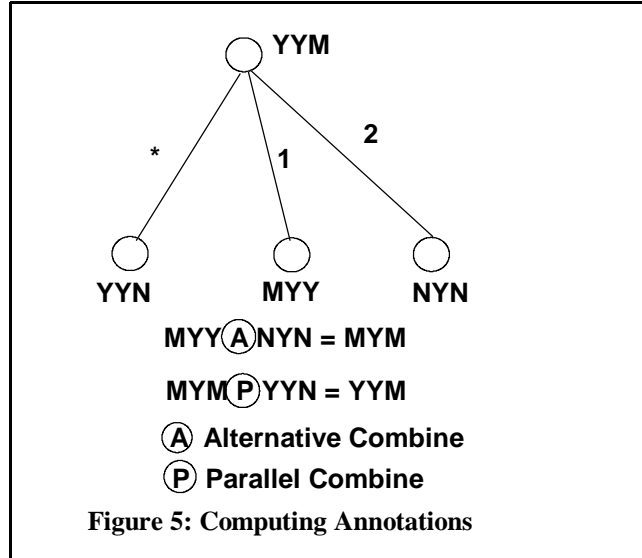 YYM
*
1
2
YYN
MYY
NYN
MYY A NYN = MYM
MYM P YYN = YYM
A Alternative Combine
P Parallel Combine
Figure 5: Computing Annotations